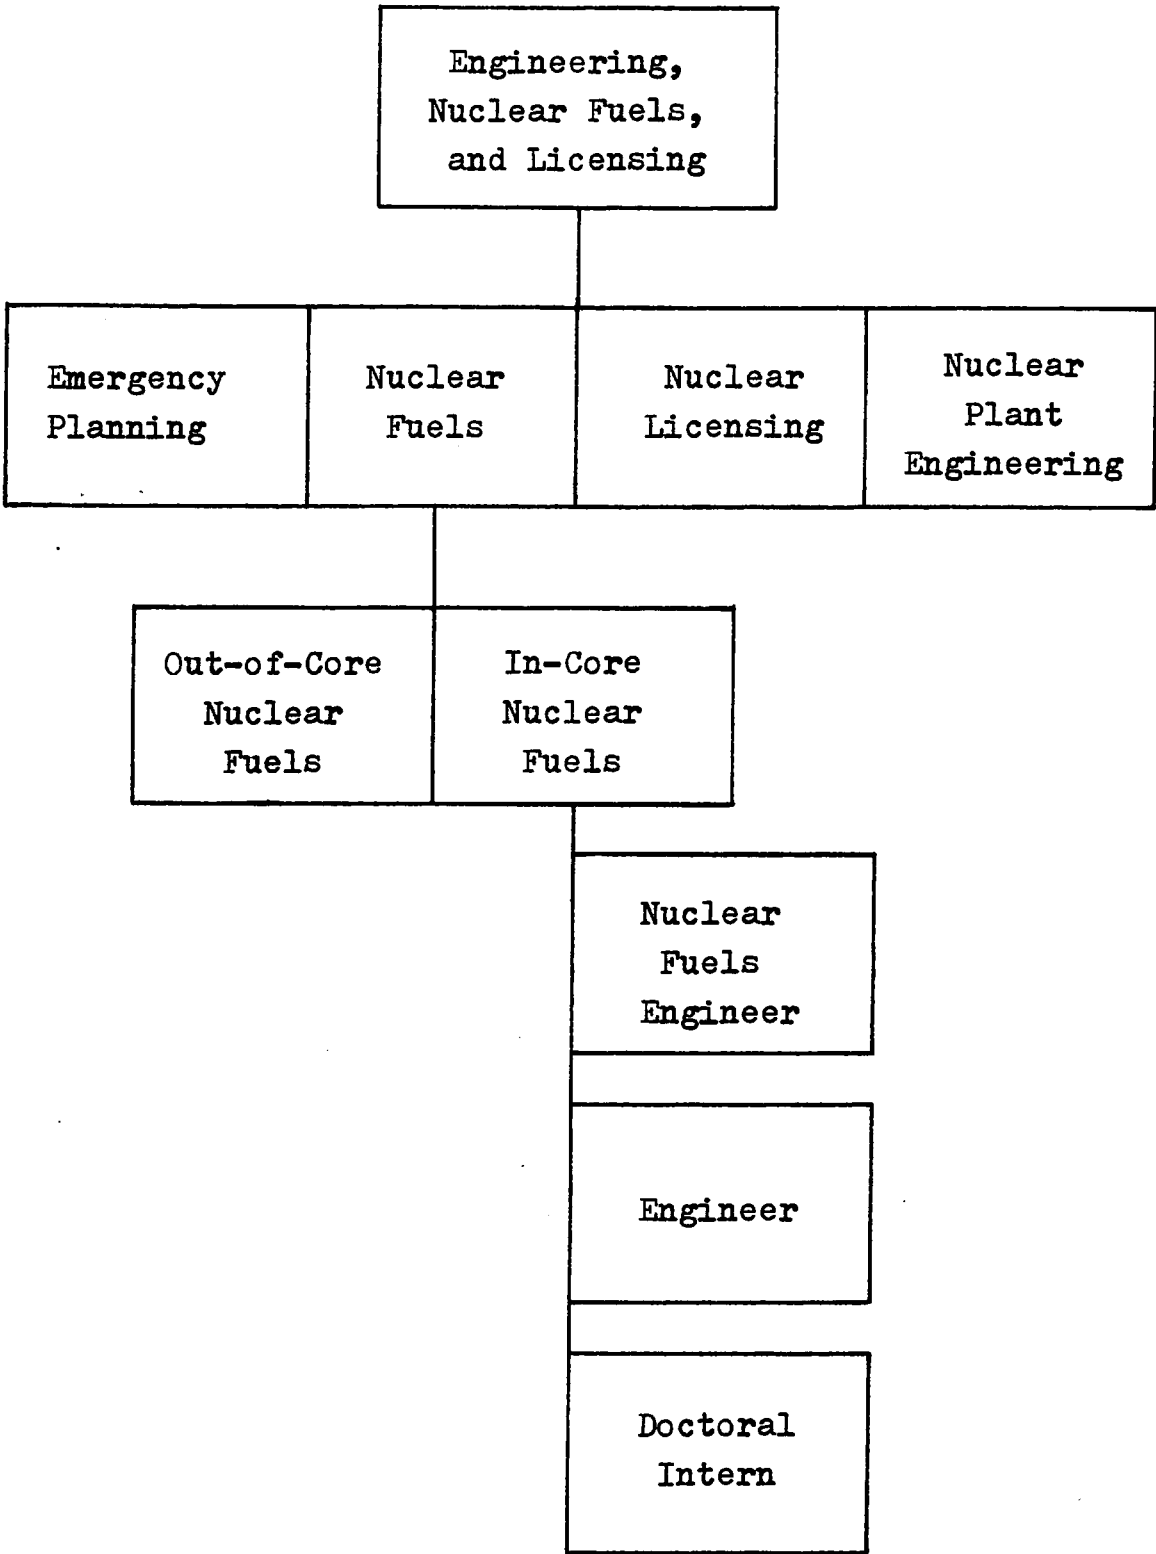 Engineering,
Nuclear Fuels,
and Licensing
Emergency
Planning
Nuclear
Fuels
Nuclear
Licensing
Nuclear
Plant
Engineering
Out-of-Core
Nuclear
Fuels
In-Core
Nuclear
Fuels
Nuclear
Fuels
Engineer
Engineer
Doctoral
Intern